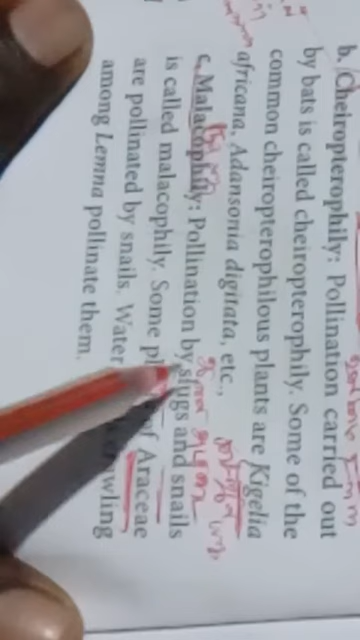 b. Cheiropterophily: Pollination carried out
by bats is called cheiropterophily. Some of the
common cheiropterophilous plants are Kigelia
africana, Adansonia digitata, etc.,
c. Malacophily: Pollination by slugs and snails
is called malacophily. Some of Araceae
are pollinated by snails. Water
among Lemna pollinate them.